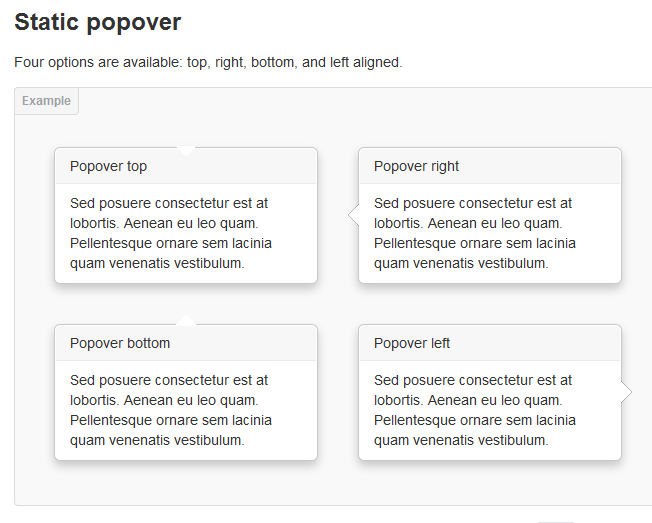 Static popover
Four options are available: top, right, bottom, and left aligned.
Example
Popover top
Sed posuere consectetur est at
lobortis. Aenean eu leo quam.
Pellentesque ornare sem lacinia
quam venenatis vestibulum.
Popover right
Sed posuere consectetur est at
lobortis. Aenean eu leo quam.
Pellentesque ornare sem lacinia
quam venenatis vestibulum.
Popover bottom
Sed posuere consectetur est at
lobortis. Aenean eu leo quam.
Pellentesque ornare sem lacinia
quam venenatis vestibulum.
Popover left
Sed posuere consectetur est at
lobortis. Aenean eu leo quam.
Pellentesque ornare sem lacinia
quam venenatis vestibulum.